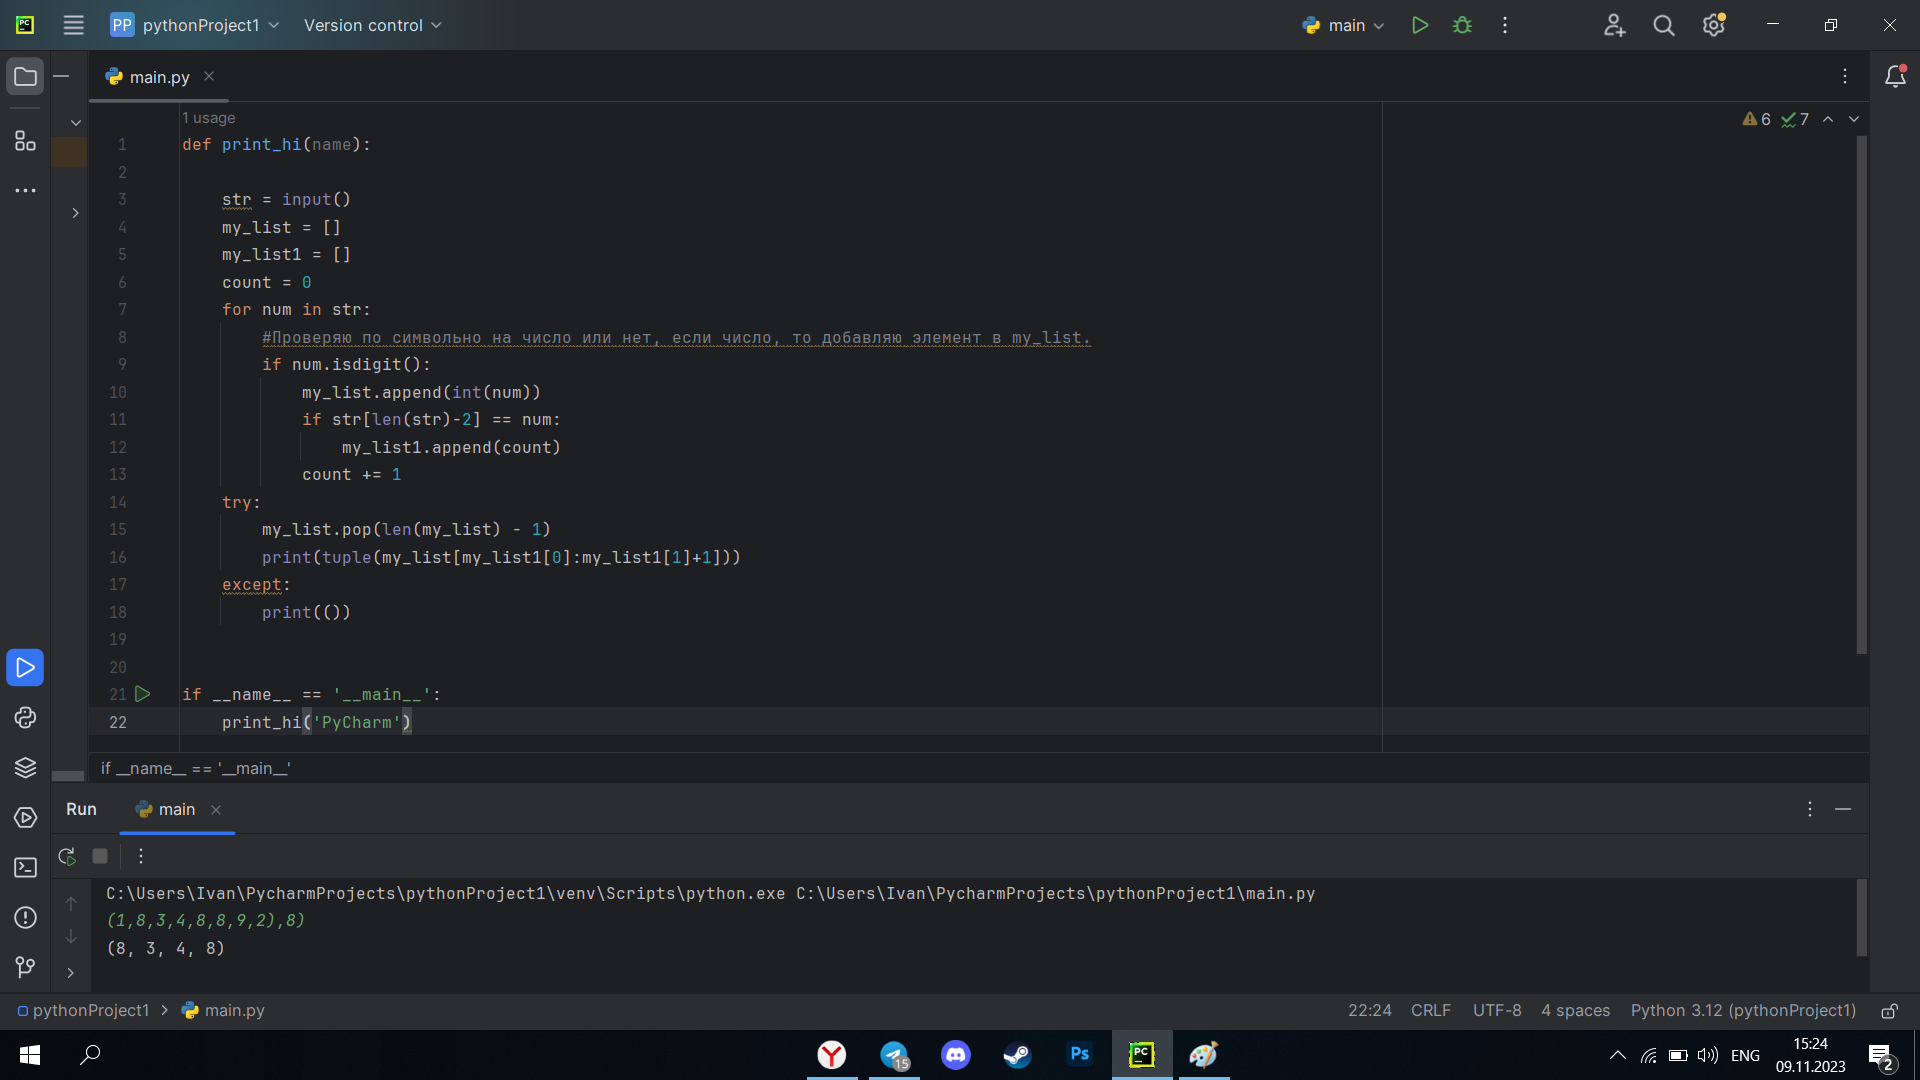 PC PP pythonProject1 Version control main
main.py
1 usage 6 7
1 def print_hi(name):
2
3 str = input()
4 my_list = []
5 my_list1 = []
6 count = 0
7 for num in str:
8 #Проверяю по символьно на число или нет, если число, то добавляю элемент в my_list.
9 if num.isdigit():
10 my_list.append(int(num))
11 if str[len(str)-2] == num:
12 my_list1.append(count)
13 count += 1
14 try:
15 my_list.pop(len(my_list) - 1)
16 print(tuple(my_list[my_list1[0]:my_list1[1]+1]))
17 except:
18 print(())
19
20
21 if __name__ == '__main__':
22 print_hi('PyCharm')
if __name__ == '__main__'
Run main
C:\Users\Ivan\PycharmProjects\pythonProject1\venv\Scripts\python.exe C:\Users\Ivan\PycharmProjects\pythonProject1\main.py
(1,8,3,4,8,8,9,2),8)
(8, 3, 4, 8)
pythonProject1 main.py 22:24 CRLF UTF-8 4 spaces Python 3.12 (pythonProject1)
15 Ps PC ENG 15:24
09.11.2023 2